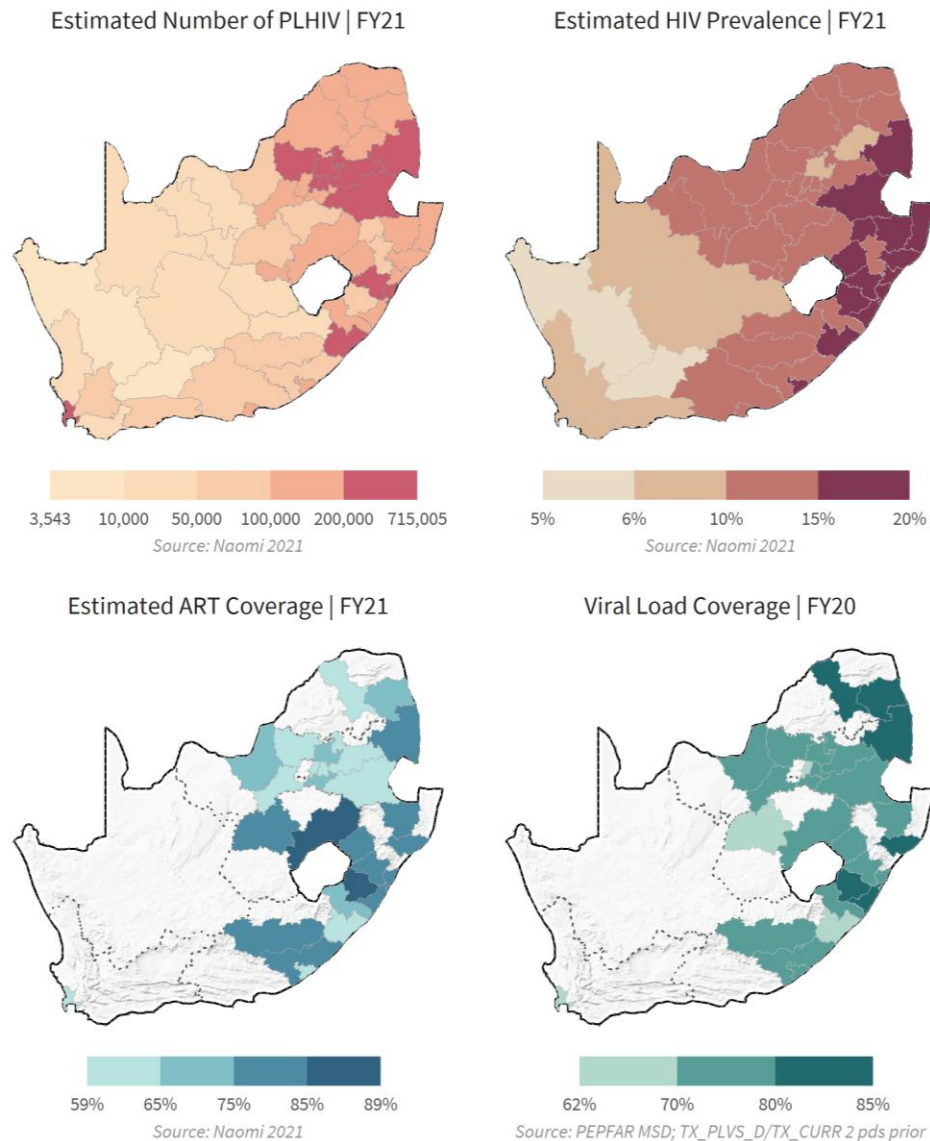 Estimated Number of PLHIV | FY21
Estimated HIV Prevalence | FY21
3,543 10,000 50,000 100,000 200,000 715,005
Source: Naomi 2021
5% 6% 10% 15% 20%
Source: Naomi 2021
Estimated ART Coverage | FY21
Viral Load Coverage | FY20
59% 65% 75% 85% 89%
Source: Naomi 2021
62% 70% 80% 85%
Source: PEPFAR MSD; TX_PLVS_D/TX_CURR 2 pds prior